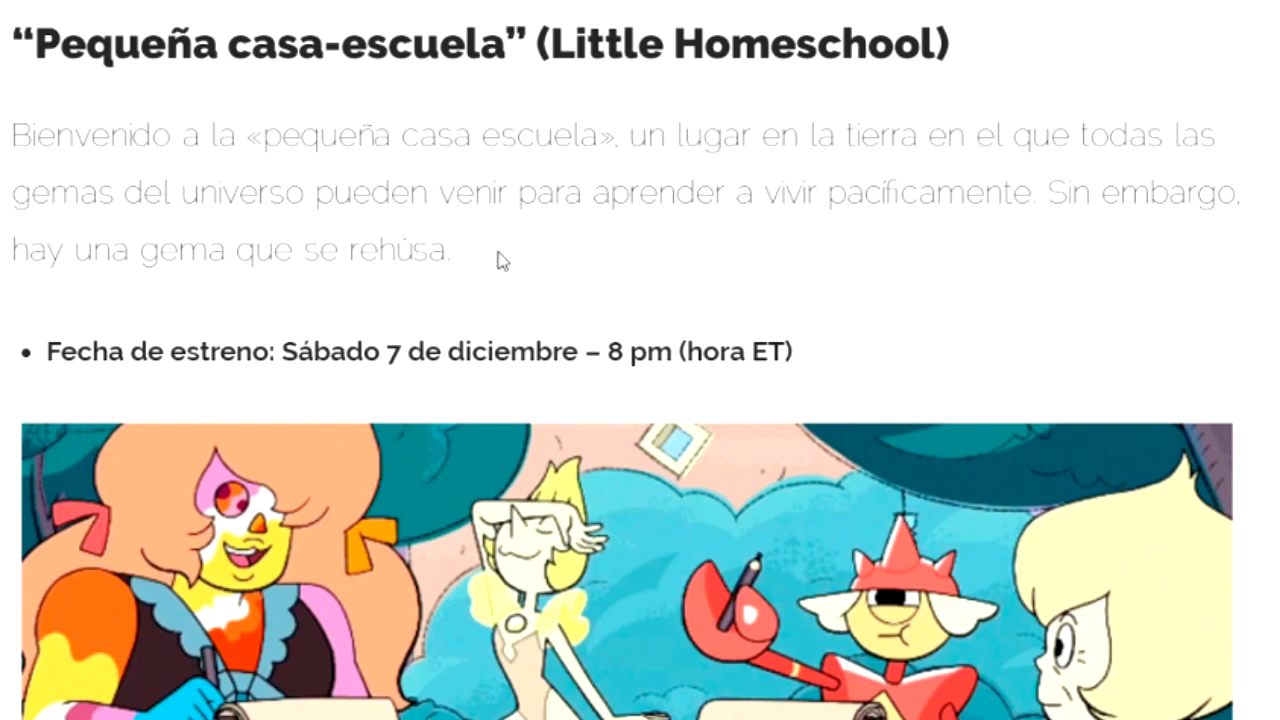 “Pequeña casa-escuela” (Little Homeschool)
Bienvenido a la «pequeña casa escuela», un lugar en la tierra en el que todas las
gemas del universo pueden venir para aprender a vivir pacíficamente. Sin embargo,
hay una gema que se rehúsa.
• Fecha de estreno: Sábado 7 de diciembre – 8 pm (hora ET)